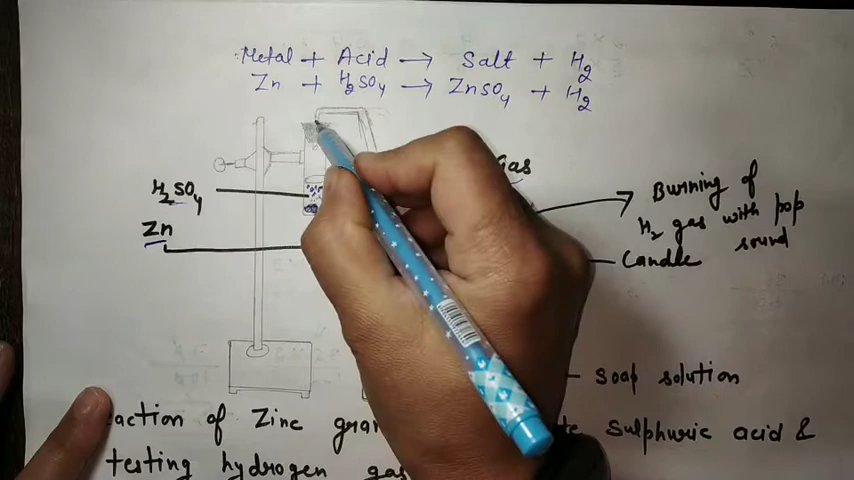 Metal + Acid → Salt + H₂
Zn + H₂SO₄ → ZnSO₄ + H₂
Gas
H₂SO₄
Burning of
H₂ gas with pop
sound
Zn
Candle
soap solution
action of Zinc sulphuric acid &
testing hydrogen gas